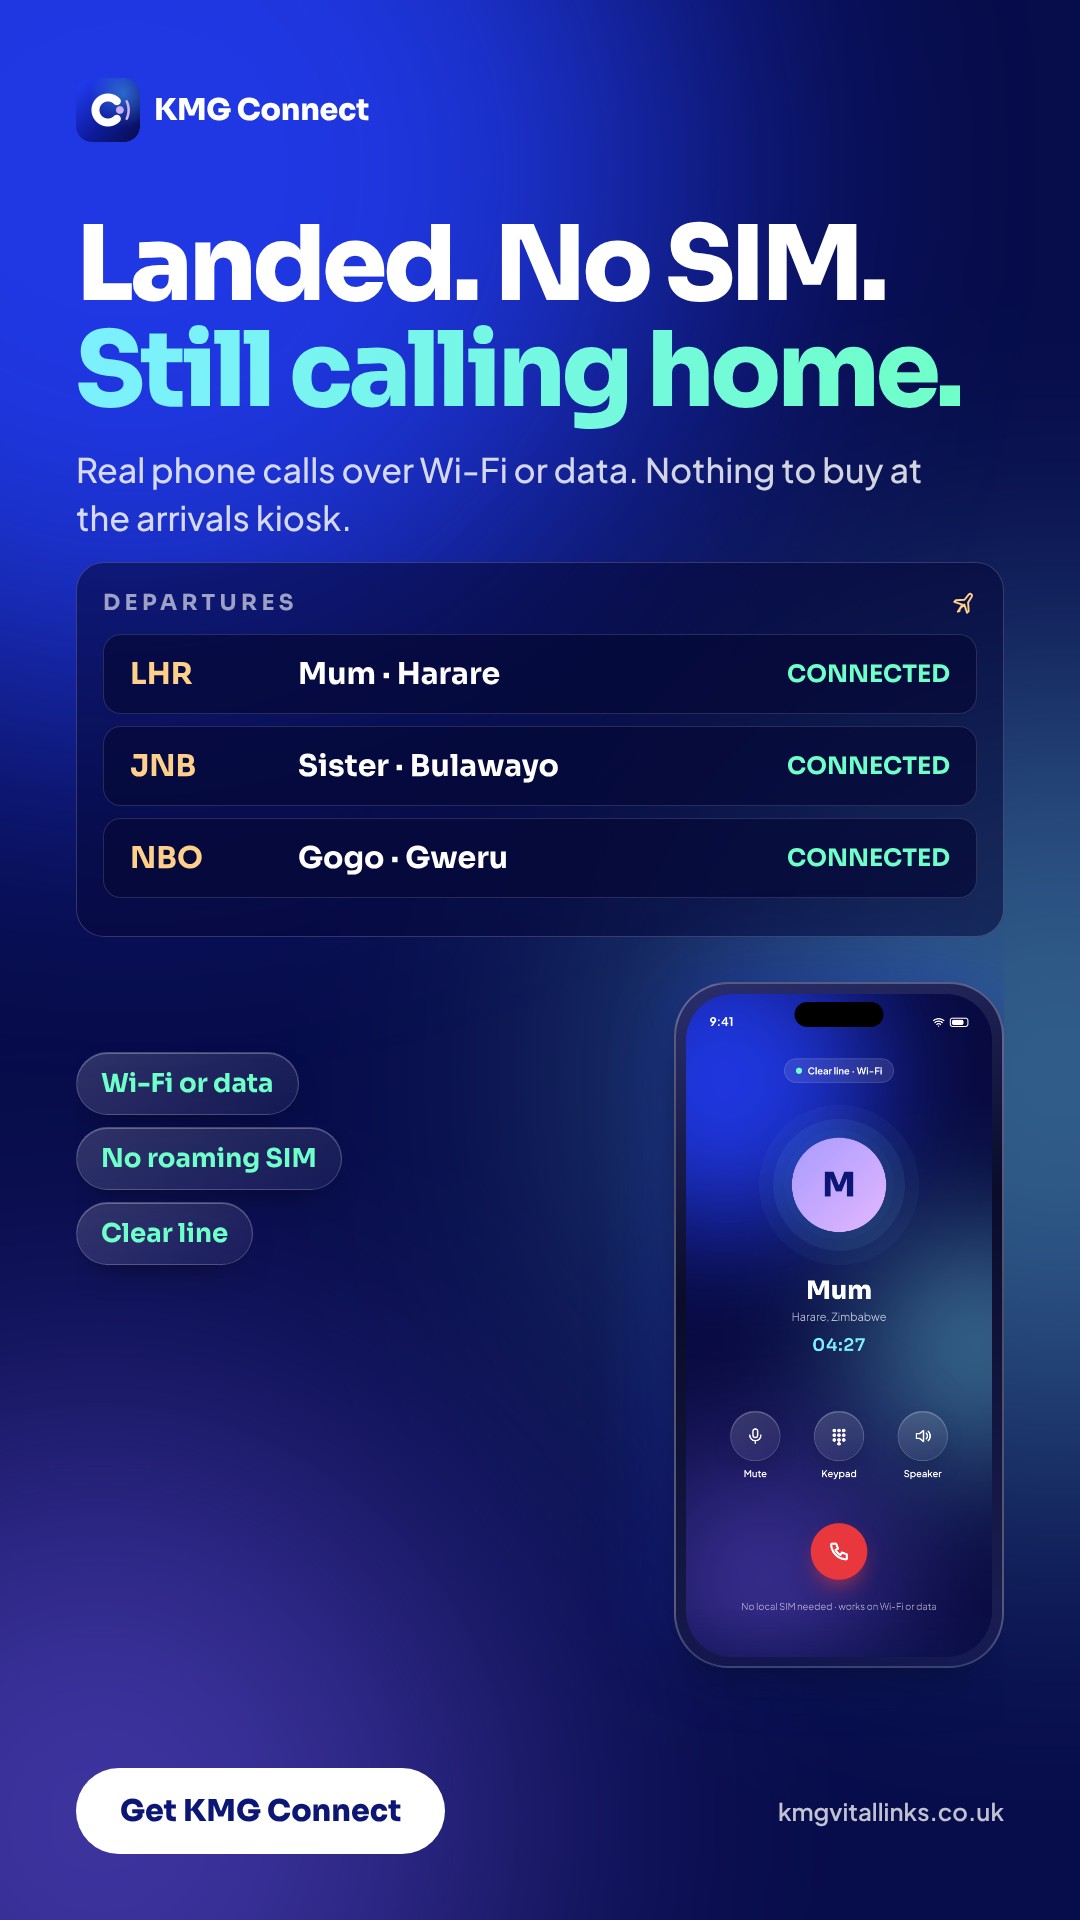 KMG Connect
Landed. No SIM.
Still calling home.
Real phone calls over Wi-Fi or data. Nothing to buy at
the arrivals kiosk.
DEPARTURES
LHR Mum · Harare CONNECTED
JNB Sister · Bulawayo CONNECTED
NBO Gogo · Gweru CONNECTED
Wi-Fi or data
No roaming SIM
Clear line
9:41
Clear line · Wi-Fi
M
Mum
Harare, Zimbabwe
04:27
Mute Keypad Speaker
No local SIM needed · works on Wi-Fi or data
Get KMG Connect
kmgvitallinks.co.uk